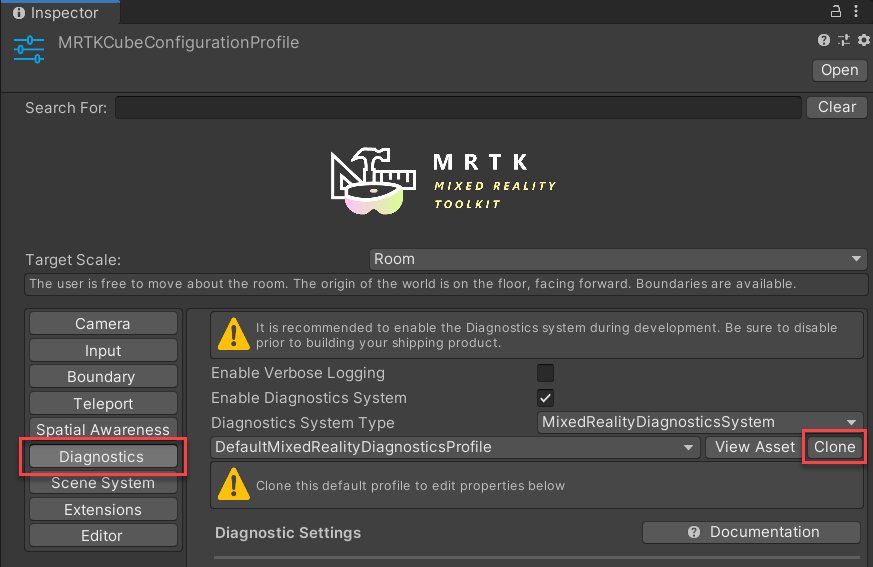 Inspector
MRTKCubeConfigurationProfile
Open
Search For:
Clear
MRTK
MIXED REALITY
TOOLKIT
Target Scale:
Room
The user is free to move about the room. The origin of the world is on the floor, facing forward. Boundaries are available.
Camera
Input
Boundary
Teleport
Spatial Awareness
Diagnostics
Scene System
Extensions
Editor
It is recommended to enable the Diagnostics system during development. Be sure to disable
prior to building your shipping product.
Enable Verbose Logging
Enable Diagnostics System
Diagnostics System Type
MixedRealityDiagnosticsSystem
DefaultMixedRealityDiagnosticsProfile
View Asset
Clone
Clone this default profile to edit properties below
Diagnostic Settings
Documentation